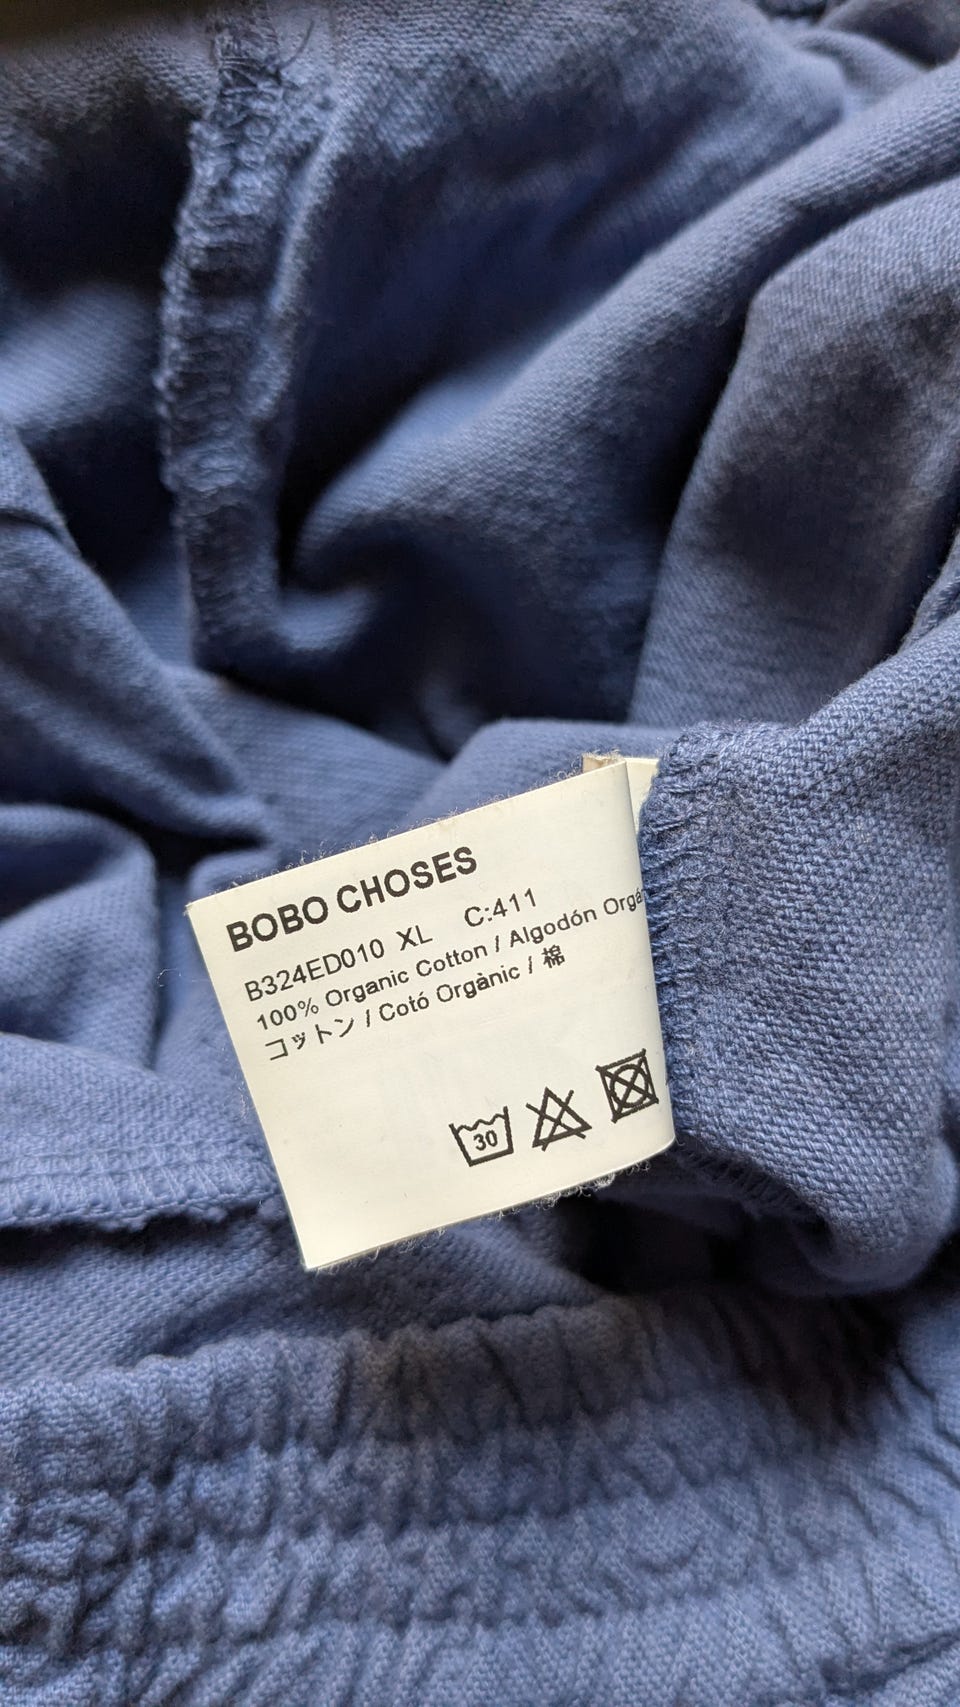 BOBO CHOSES
B324ED010 XL C:411
100% Organic Cotton / Algodón Orgá
コットン / Cotó Orgànic / 棉
30